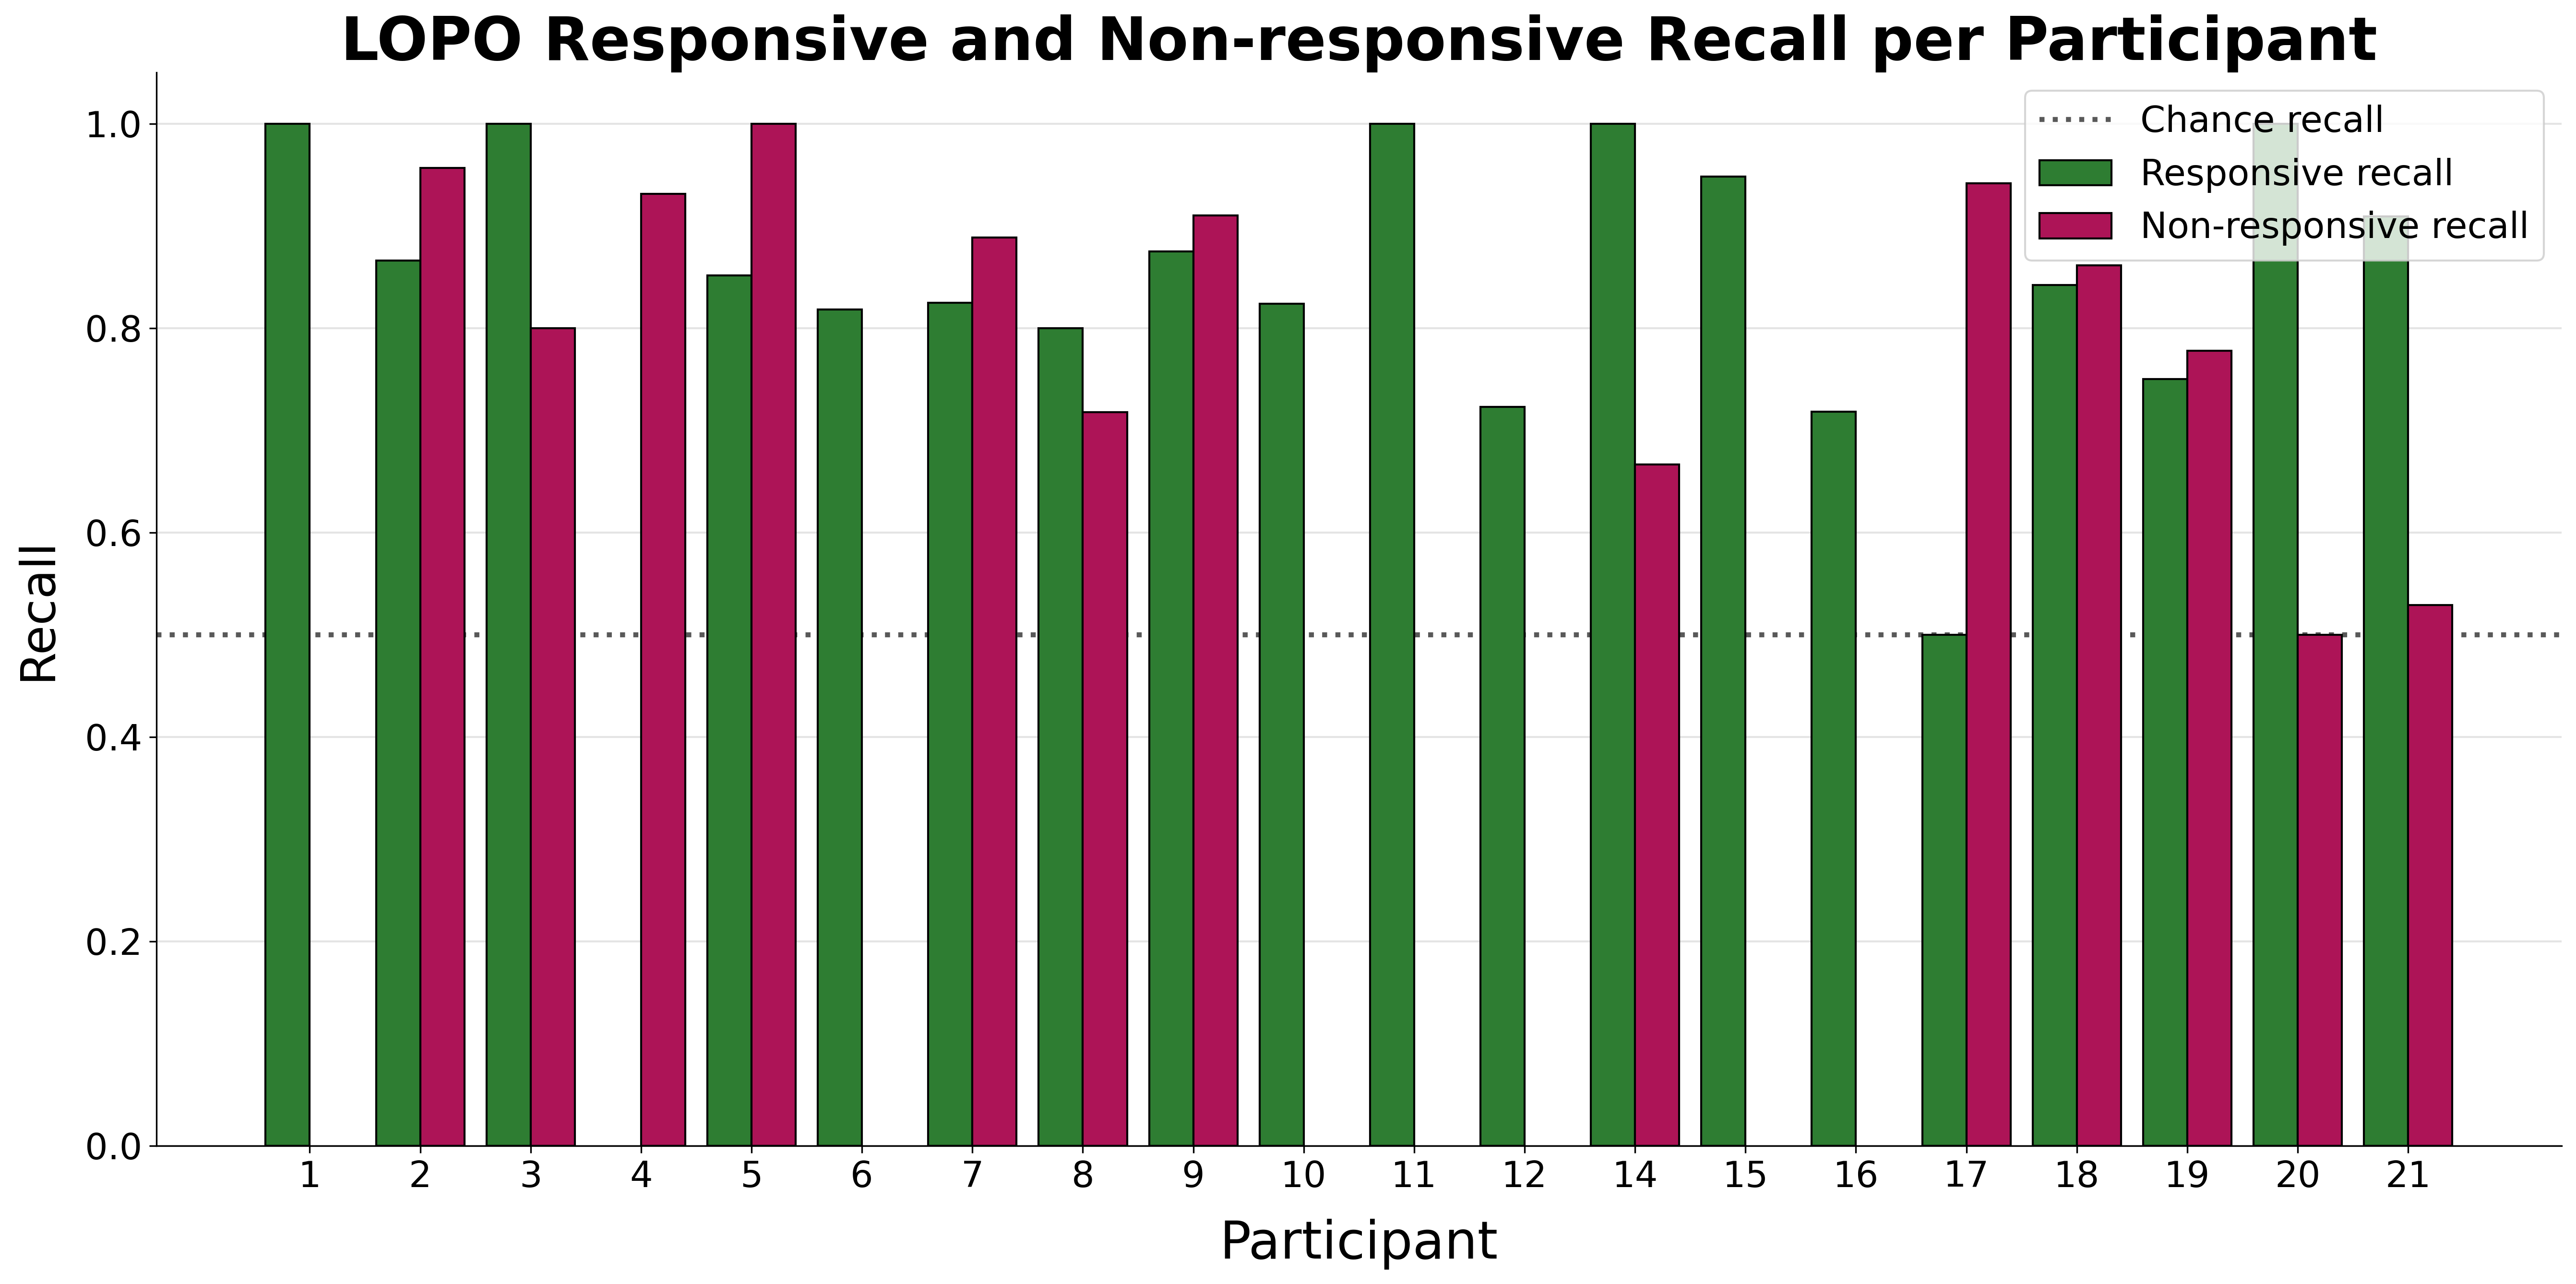 LOPO Responsive and Non-responsive Recall per Participant
Chance recall
Responsive recall
Non-responsive recall
1.0
0.8
0.6
0.4
0.2
0.0
Recall
1 2 3 4 5 6 7 8 9 10 11 12 14 15 16 17 18 19 20 21
Participant